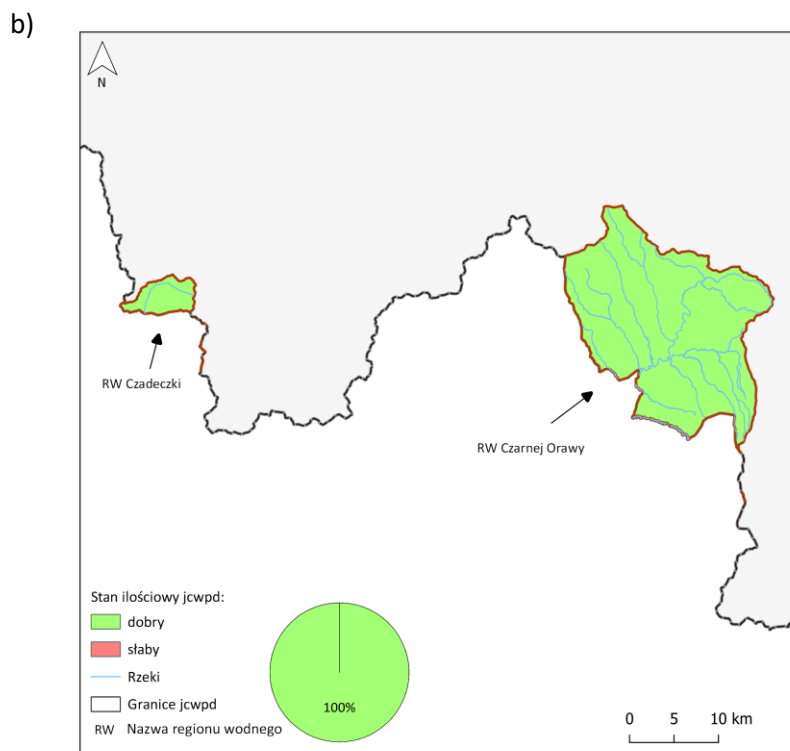 b)
N
RW Czadeczki
RW Czarnej Orawy
Stan ilościowy jcwpd:
dobry
słaby
Rzeki
Granice jcwpd
RW Nazwa regionu wodnego
100%
0 5 10 km